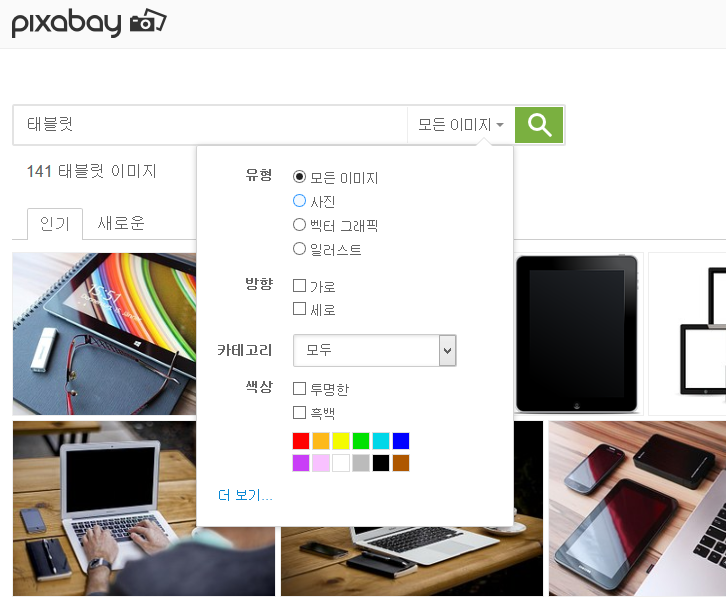 pixabay
태블릿
모든 이미지
141 태블릿 이미지
인기
새로운
유형
모든 이미지
사진
벡터 그래픽
일러스트
방향
가로
세로
카테고리
모두
색상
투명한
흑백
더 보기...
15:51